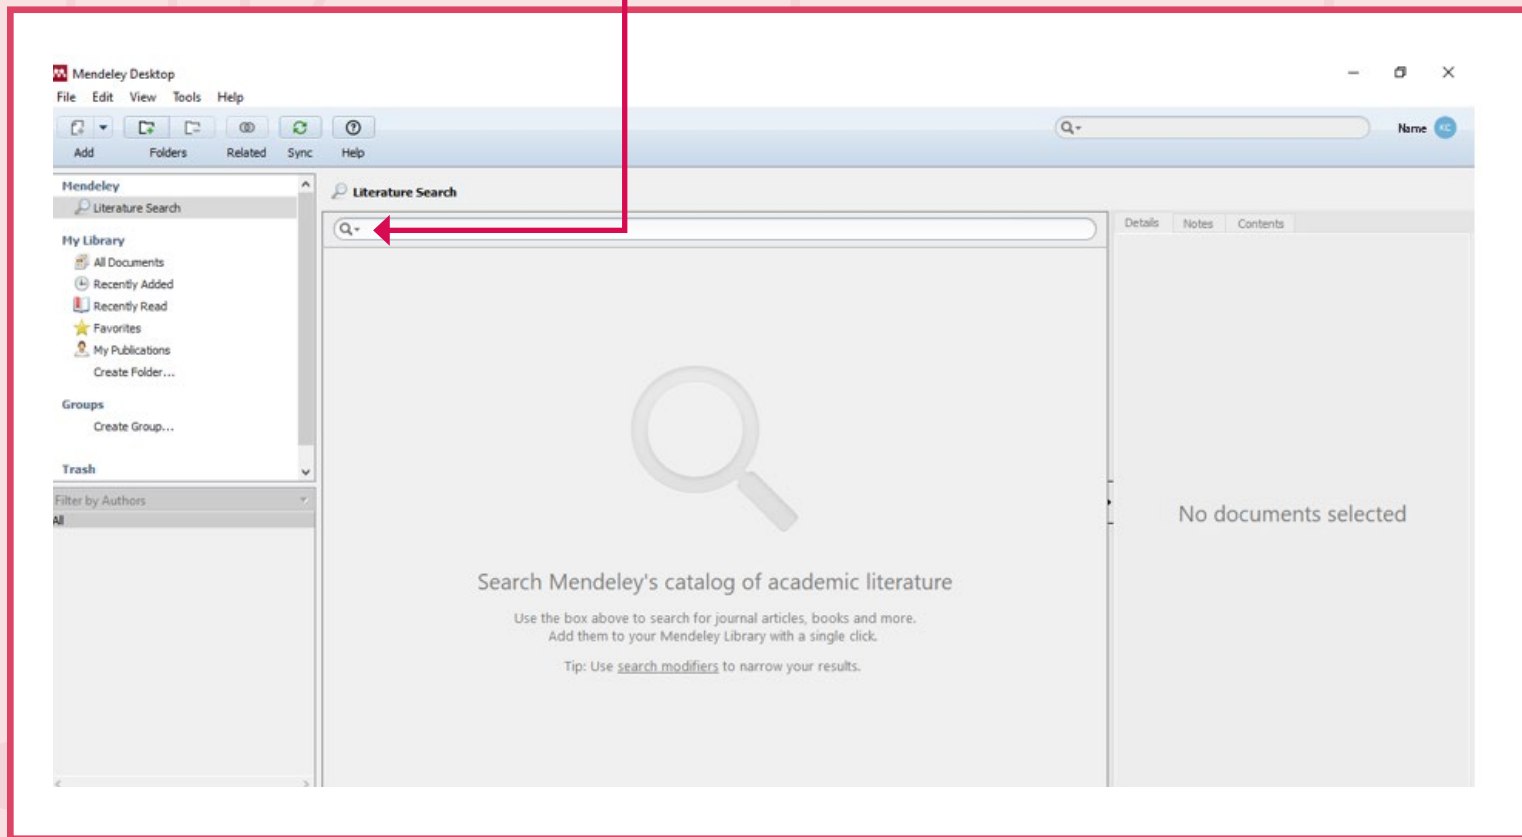 Mendeley Desktop
File Edit View Tools Help
Add Folders Related Sync Help
Name KC
Mendeley
Literature Search
My Library
All Documents
Recently Added
Recently Read
Favorites
My Publications
Create Folder...
Groups
Create Group...
Trash
Filter by Authors
All
Literature Search
Search Mendeley's catalog of academic literature
Use the box above to search for journal articles, books and more.
Add them to your Mendeley Library with a single click.
Tip: Use search modifiers to narrow your results.
Details Notes Contents
No documents selected